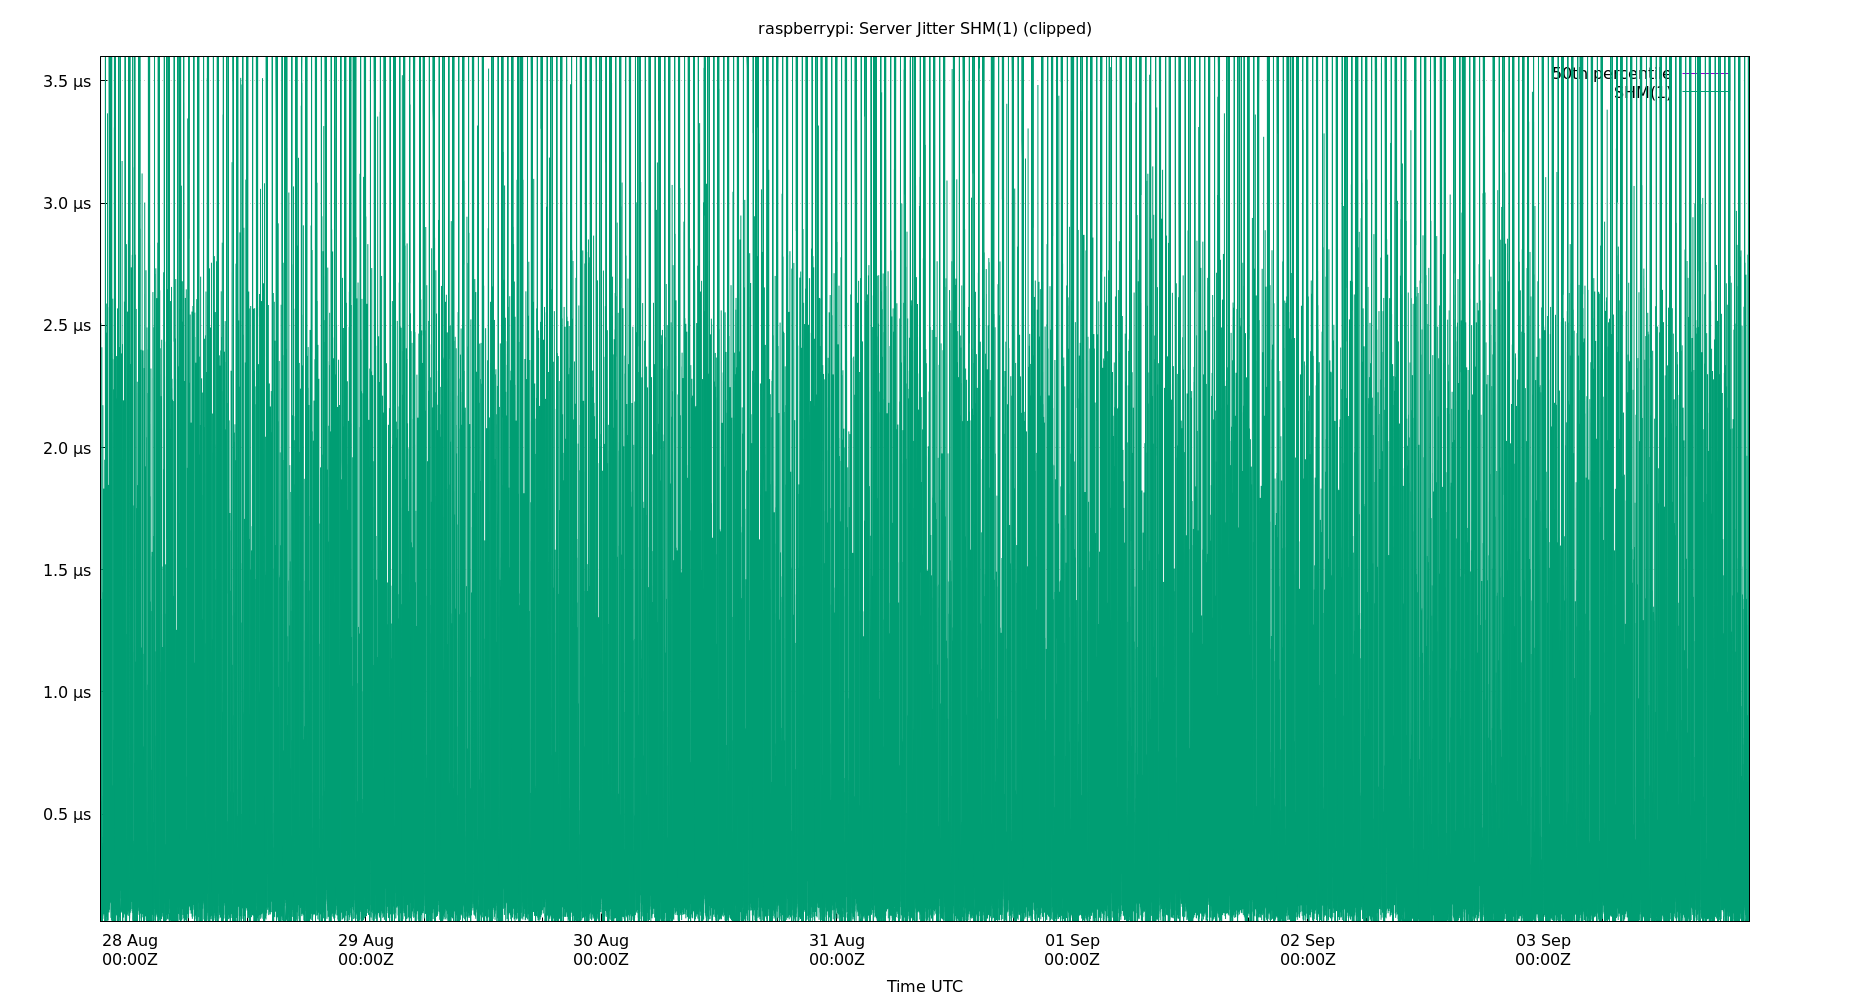 raspberrypi: Server Jitter SHM(1) (clipped)
50th percentile
SHM(1)
3.5 µs
3.0 µs
2.5 µs
2.0 µs
1.5 µs
1.0 µs
0.5 µs
28 Aug 29 Aug 30 Aug 31 Aug 01 Sep 02 Sep 03 Sep
00:00Z 00:00Z 00:00Z 00:00Z 00:00Z 00:00Z 00:00Z
Time UTC